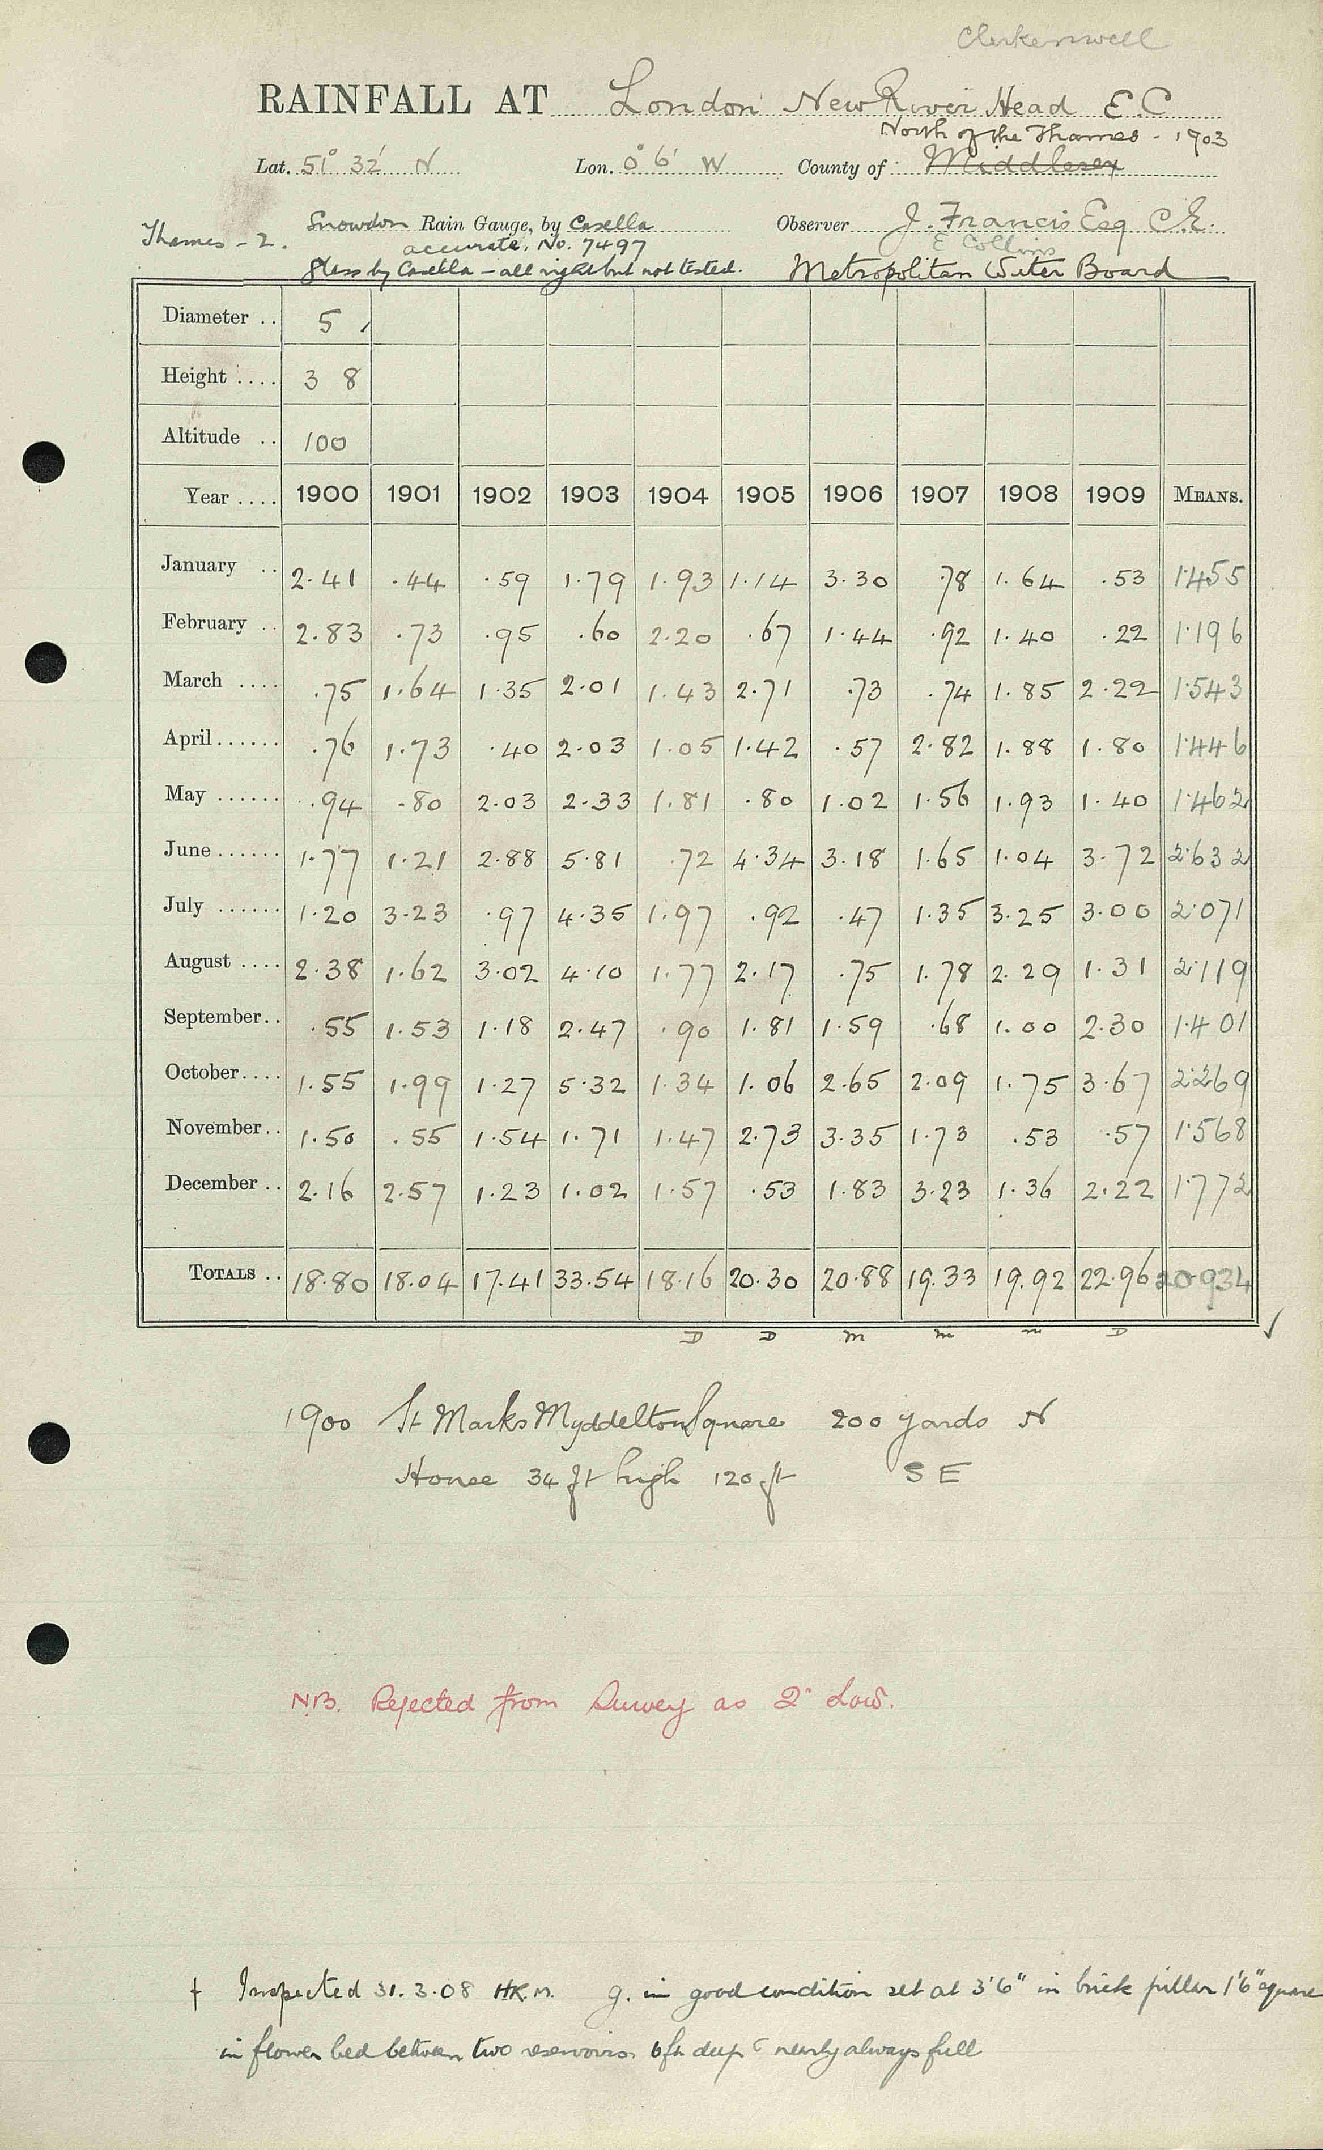 Clerkenwell
RAINFALL AT London New River Head E.C
North of the Thames - 1903
Lat. 51° 32' N Lon. 0° 6' W County of Middlesex
Thames - 2. Snowdon Rain Gauge, by Casella Observer J. Francis Esq C.E.
accurate. No. 7497 E Collins
Glass by Casella - all right but not tested. Metropolitan Water Board
Diameter .. 5
Height .... 3 8
Altitude .. 100
Year .... 1900 1901 1902 1903 1904 1905 1906 1907 1908 1909 MEANS.
January .. 2.41 .44 .59 1.79 1.93 1.14 3.30 .78 1.64 .53 1.455
February .. 2.83 .73 .95 .60 2.20 .67 1.44 .92 1.40 .22 1.196
March .... .75 1.64 1.35 2.01 1.43 2.71 .73 .74 1.85 2.22 1.543
April ...... .76 1.73 .40 2.03 1.05 1.42 .57 2.82 1.88 1.80 1.446
May ...... .94 .80 2.03 2.33 1.81 .80 1.02 1.56 1.93 1.40 1.462
June ...... 1.77 1.21 2.88 5.81 .72 4.34 3.18 1.65 1.04 3.72 2.632
July ...... 1.20 3.23 .97 4.35 1.97 .92 .47 1.35 3.25 3.00 2.071
August .... 2.38 1.62 3.02 4.10 1.77 2.17 .75 1.78 2.29 1.31 2.119
September .. .55 1.53 1.18 2.47 .90 1.81 1.59 .68 1.00 2.30 1.401
October .... 1.55 1.99 1.27 5.32 1.34 1.06 2.65 2.09 1.75 3.67 2.269
November .. 1.50 .55 1.54 1.71 1.47 2.73 3.35 1.73 .53 .57 1.568
December .. 2.16 2.57 1.23 1.02 1.57 .53 1.83 3.23 1.36 2.22 1.772
TOTALS .. 18.80 18.04 17.41 33.54 18.16 20.30 20.88 19.33 19.92 22.96 20.934
D D m m m D
1900 St Marks Myddelton Square 200 yards N
House 34 ft high 120 ft S E
N.B. Rejected from Survey as 2" low.
† Inspected 31.3.08 H.R.M. g. in good condition set at 3'6" in brick pillar 1'6" square
in flower bed between two reservoirs 6ft deep & nearly always full